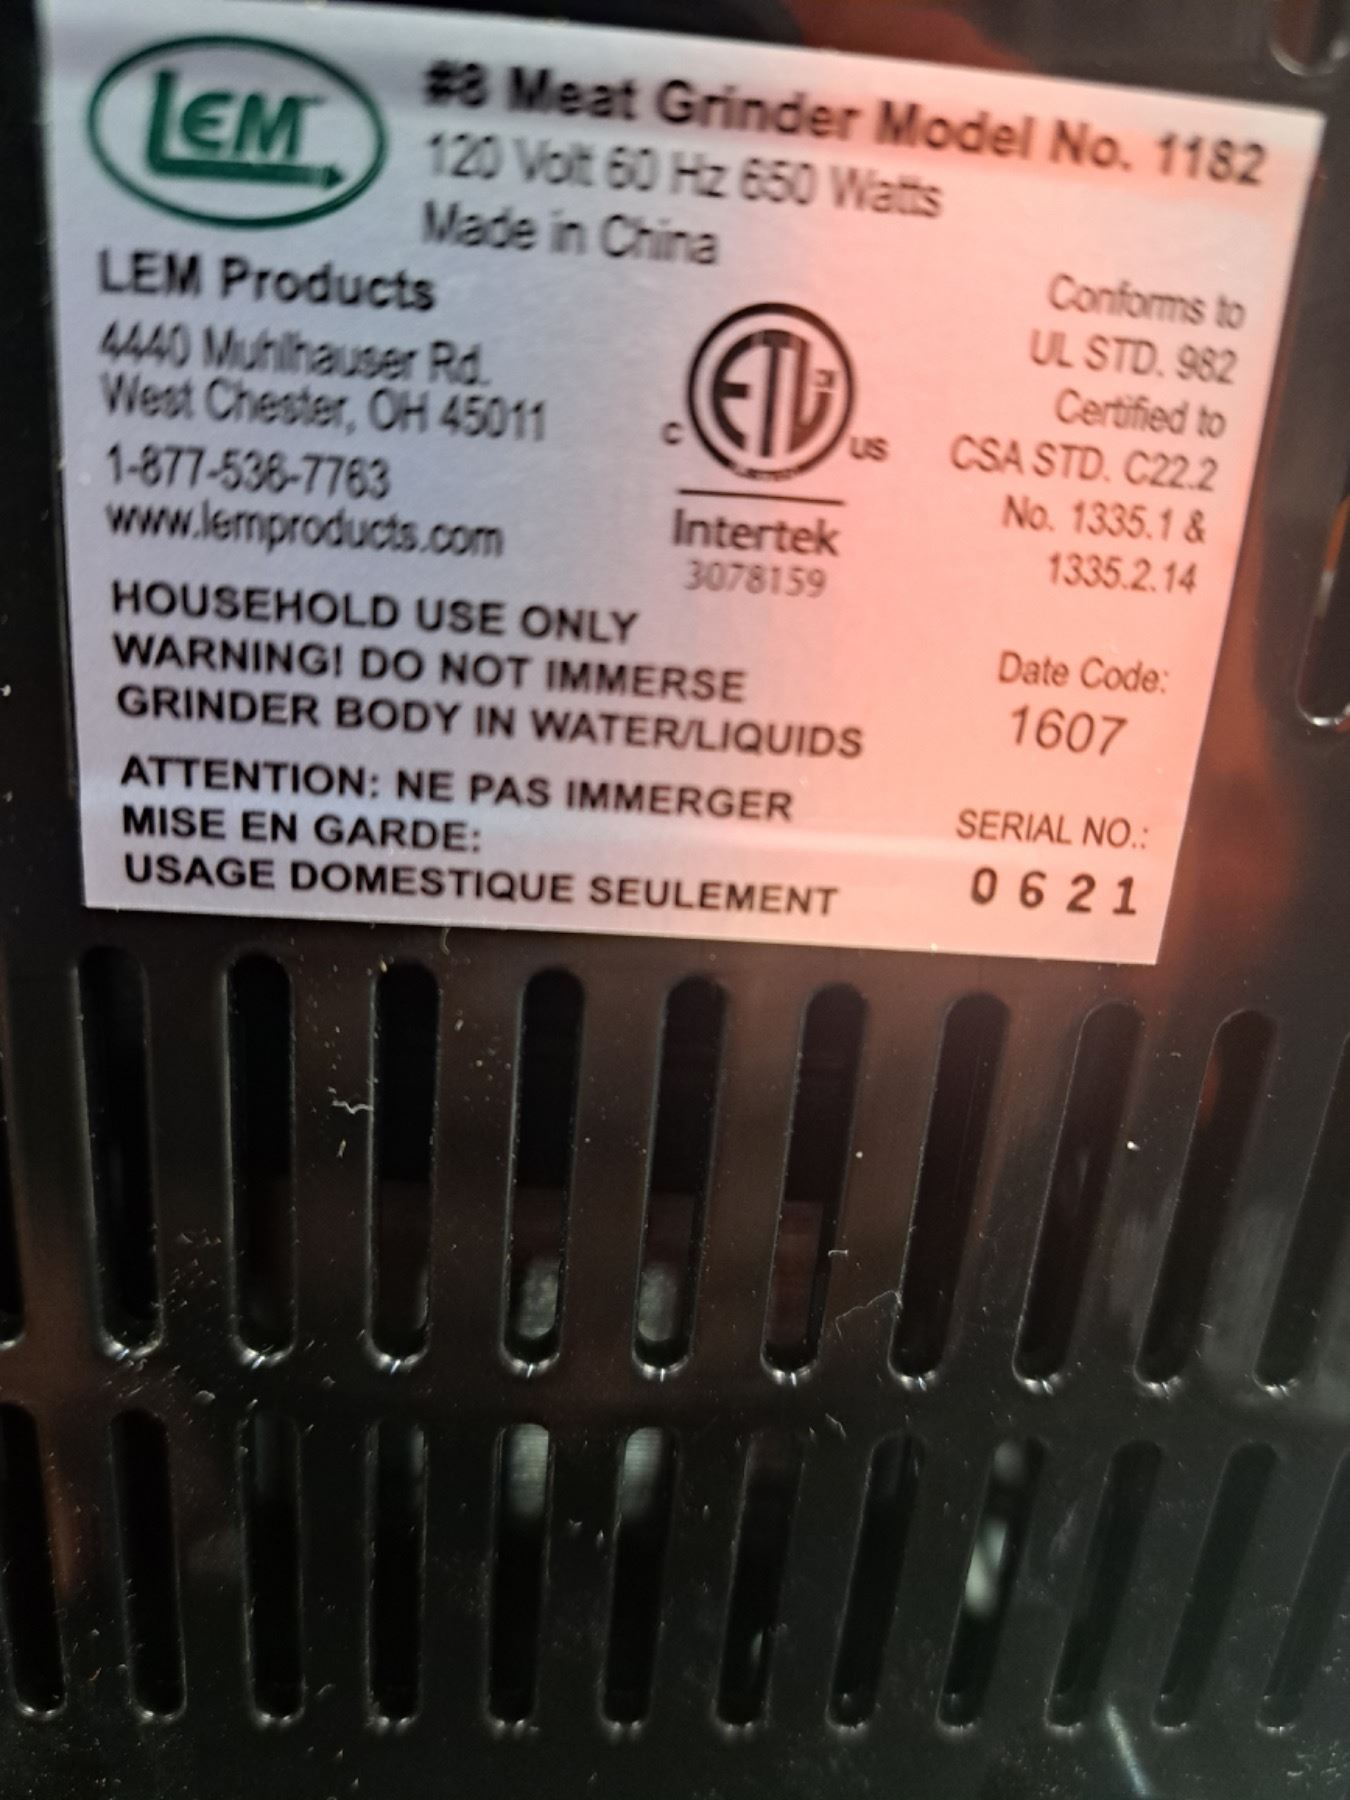 LEM™
#8 Meat Grinder Model No. 1182
120 Volt 60 Hz 650 Watts
Made in China
LEM Products
4440 Muhlhauser Rd.
West Chester, OH 45011
1-877-536-7763
www.lemproducts.com
ETL
c us
Intertek
3078159
Conforms to
UL STD. 982
Certified to
CSA STD. C22.2
No. 1335.1 &
1335.2.14
HOUSEHOLD USE ONLY
WARNING! DO NOT IMMERSE
GRINDER BODY IN WATER/LIQUIDS
ATTENTION: NE PAS IMMERGER
MISE EN GARDE:
USAGE DOMESTIQUE SEULEMENT
Date Code:
1607
SERIAL NO.:
0621